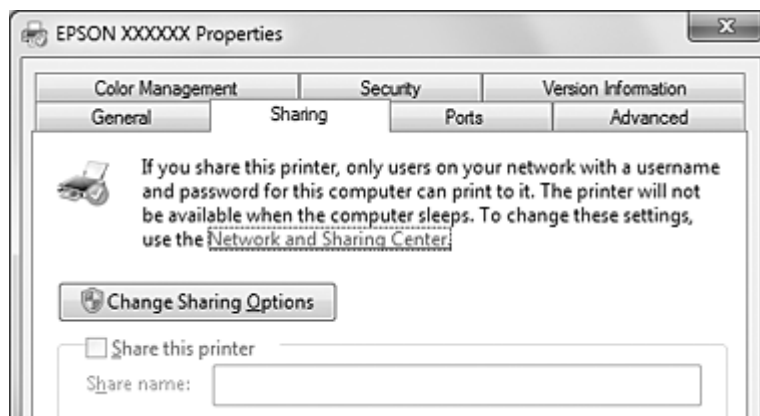 EPSON XXXXXX Properties
Color Management Security Version Information
General Sharing Ports Advanced
If you share this printer, only users on your network with a username
and password for this computer can print to it. The printer will not
be available when the computer sleeps. To change these settings,
use the Network and Sharing Center.
Change Sharing Options
Share this printer
Share name: